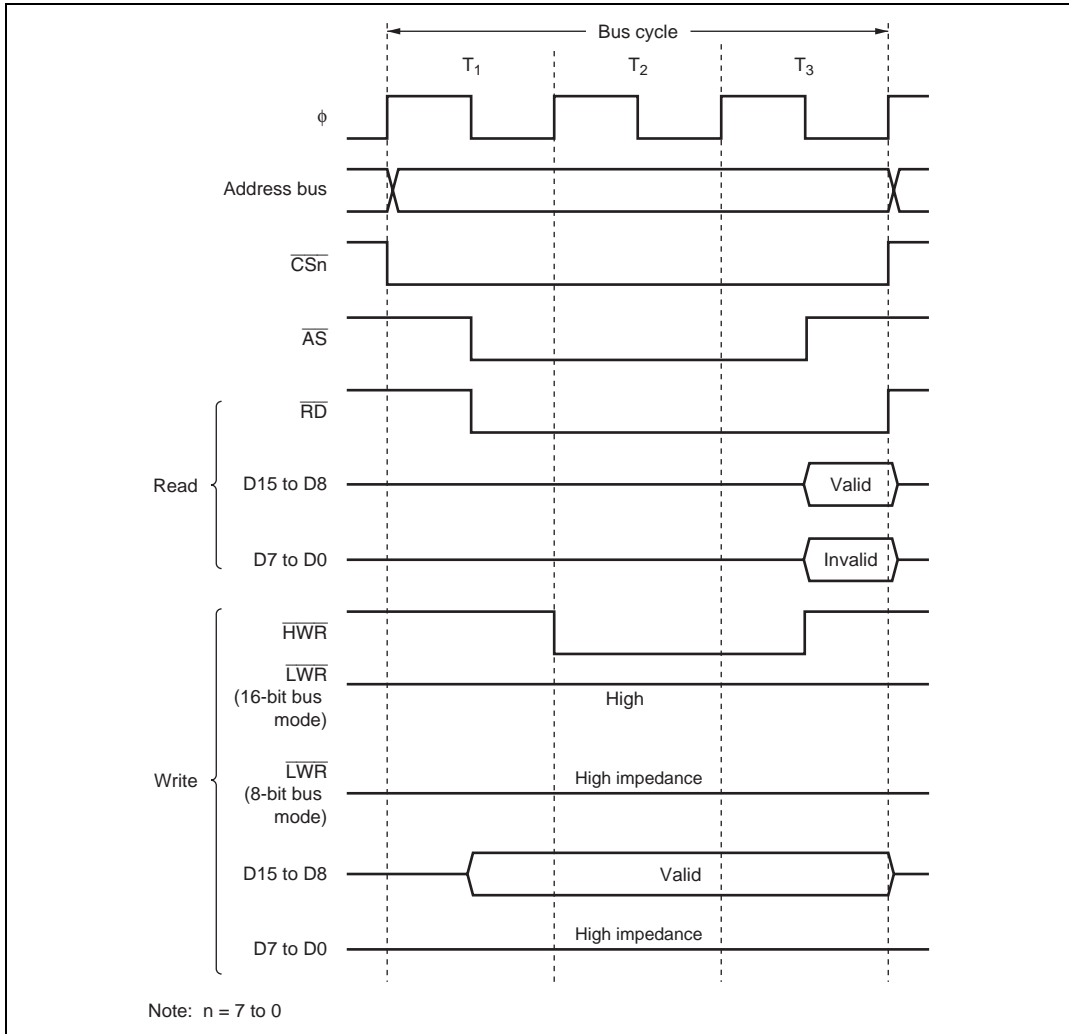 Bus cycle
T1 T2 T3
ϕ
Address bus
CSn
AS
RD
Read
D15 to D8 Valid
D7 to D0 Invalid
HWR
LWR
(16-bit bus
mode)
High
Write
LWR
(8-bit bus
mode)
High impedance
D15 to D8 Valid
D7 to D0 High impedance
Note: n = 7 to 0